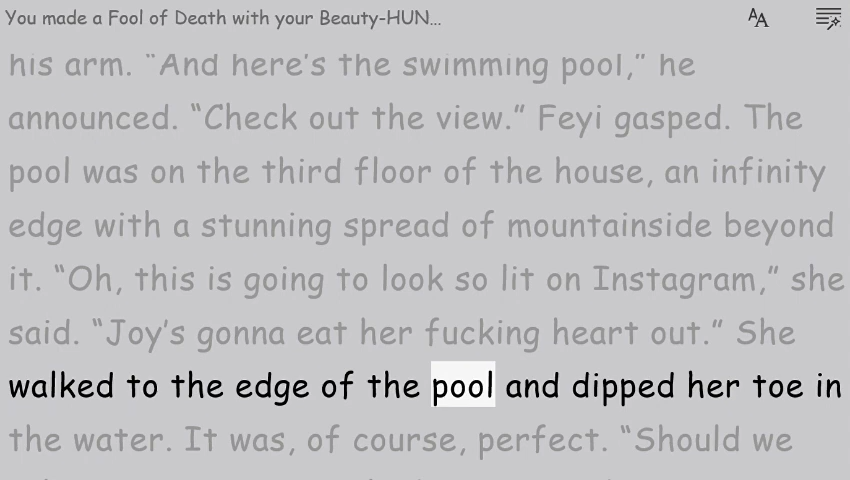 You made a Fool of Death with your Beauty-HUN...
his arm. "And here's the swimming pool," he
announced. "Check out the view." Feyi gasped. The
pool was on the third floor of the house, an infinity
edge with a stunning spread of mountainside beyond
it. “Oh, this is going to look so lit on Instagram,” she
said. “Joy’s gonna eat her fucking heart out.” She
walked to the edge of the pool and dipped her toe in
the water. It was, of course, perfect. “Should we